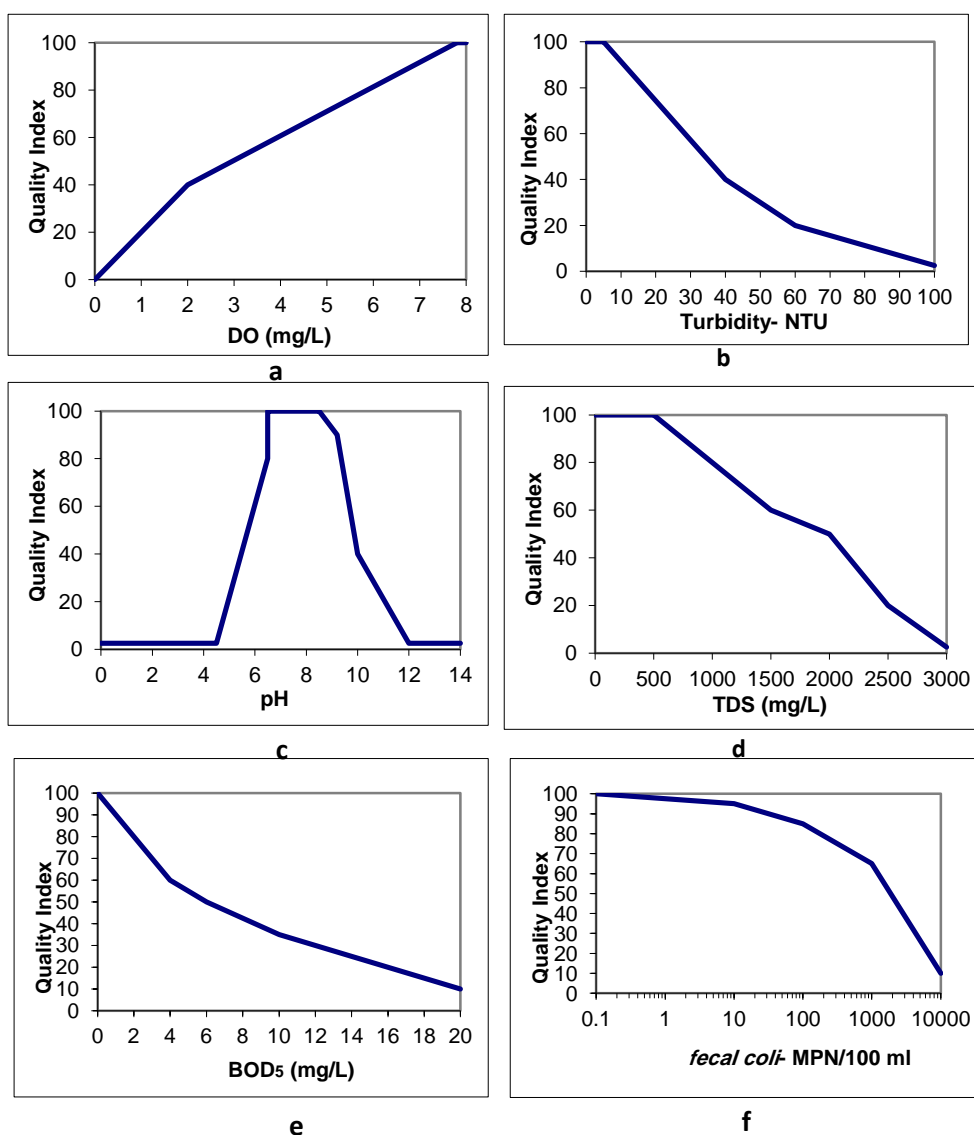 100
80
60
40
20
0
Quality Index
0 1 2 3 4 5 6 7 8
DO (mg/L)
a
100
80
60
40
20
0
Quality Index
0 10 20 30 40 50 60 70 80 90 100
Turbidity- NTU
b
100
80
60
40
20
0
Quality Index
0 2 4 6 8 10 12 14
pH
c
100
80
60
40
20
0
Quality Index
0 500 1000 1500 2000 2500 3000
TDS (mg/L)
d
100
90
80
70
60
50
40
30
20
10
0
Quality Index
0 2 4 6 8 10 12 14 16 18 20
BOD5 (mg/L)
e
100
90
80
70
60
50
40
30
20
10
0
Quality Index
0.1 1 10 100 1000 10000
fecal coli- MPN/100 ml
f